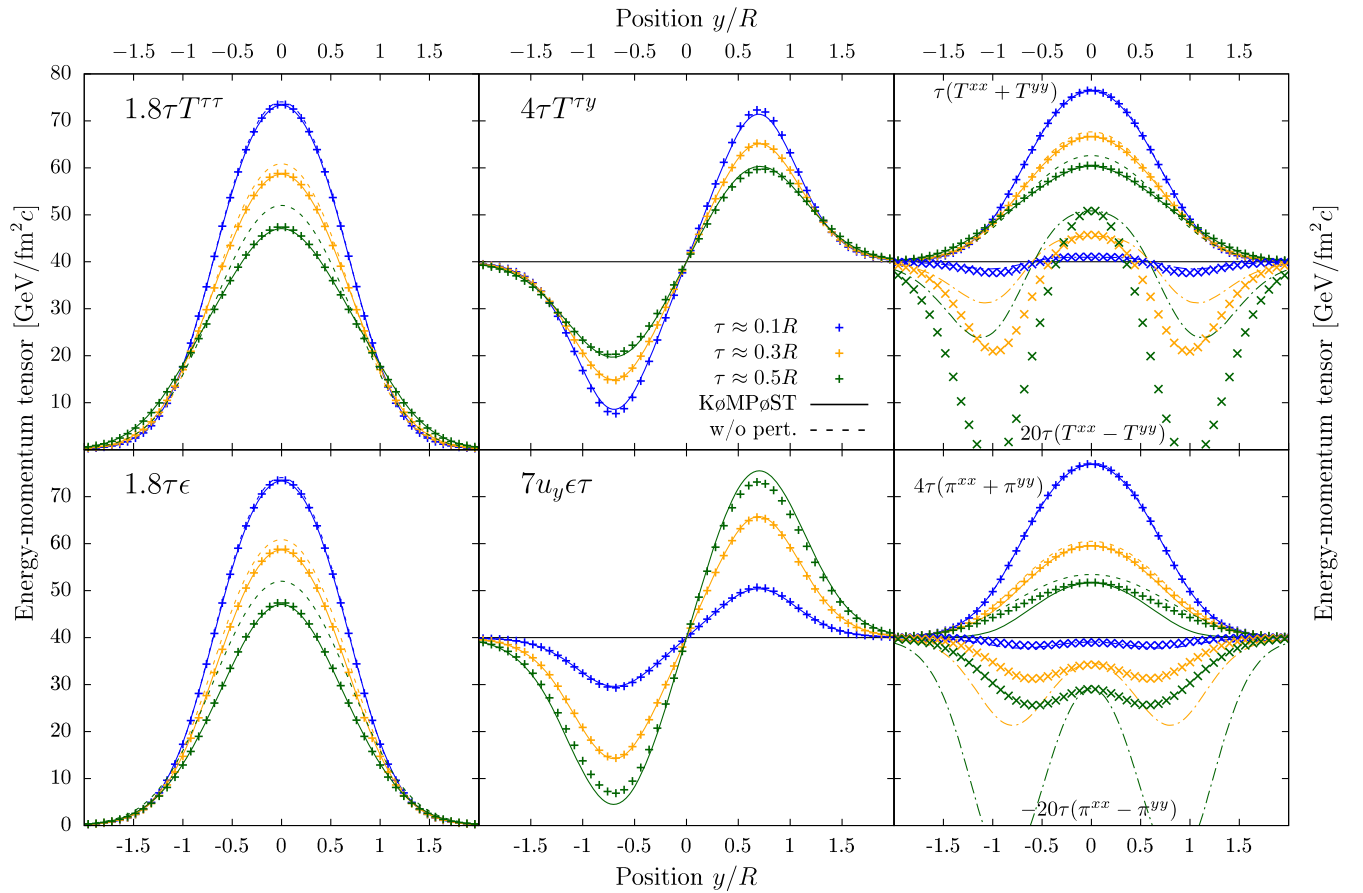 Position y/R
−1.5 −1 −0.5 0 0.5 1 1.5 −1.5 −1 −0.5 0 0.5 1 1.5 −1.5 −1 −0.5 0 0.5 1 1.5
Energy-momentum tensor [GeV/fm²c]
80
70
60
50
40
30
20
10
1.8τT^{ττ}
4τT^{τy}
τ ≈ 0.1R
τ ≈ 0.3R
τ ≈ 0.5R
KøMPøST
w/o pert.
τ(T^{xx} + T^{yy})
20τ(T^{xx} − T^{yy})
70
60
50
40
30
20
10
0
1.8τϵ
7u_yϵτ
4τ(π^{xx} + π^{yy})
−20τ(π^{xx} − π^{yy})
Energy-momentum tensor [GeV/fm²c]
-1.5 -1 -0.5 0 0.5 1 1.5 -1.5 -1 -0.5 0 0.5 1 1.5 -1.5 -1 -0.5 0 0.5 1 1.5
Position y/R